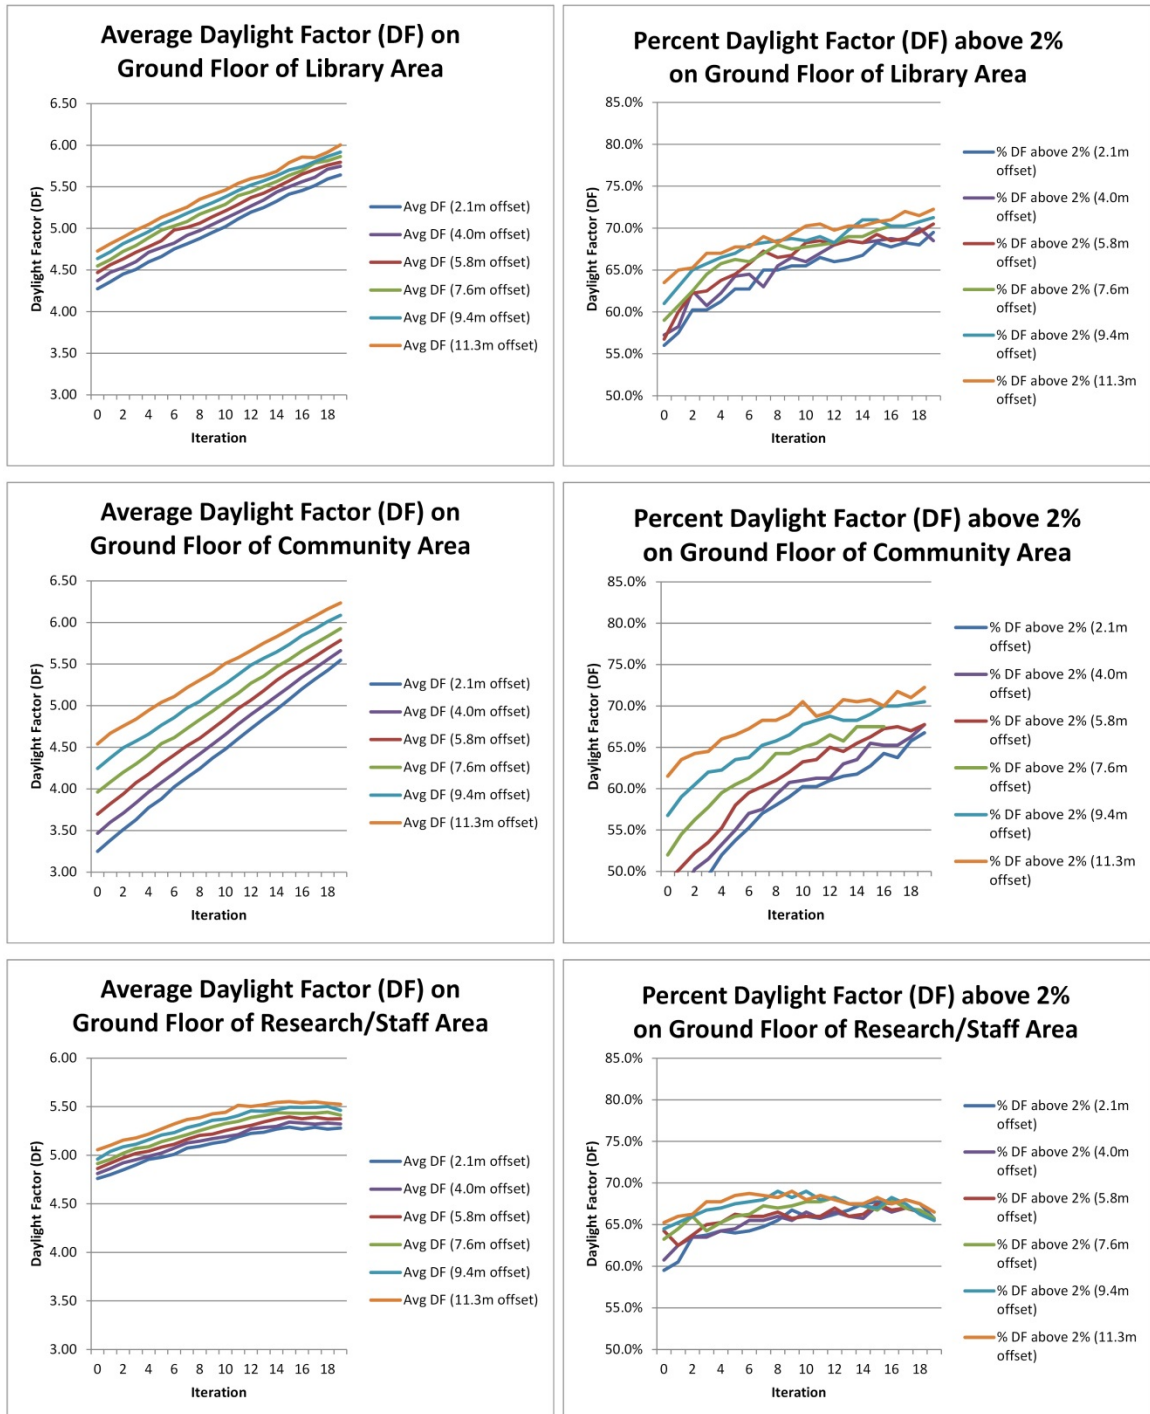 Average Daylight Factor (DF) on
Ground Floor of Library Area
6.50
6.00
5.50
5.00
4.50
4.00
3.50
3.00
Daylight Factor (DF)
0 2 4 6 8 10 12 14 16 18
Iteration
Avg DF (2.1m offset)
Avg DF (4.0m offset)
Avg DF (5.8m offset)
Avg DF (7.6m offset)
Avg DF (9.4m offset)
Avg DF (11.3m offset)
Percent Daylight Factor (DF) above 2%
on Ground Floor of Library Area
85.0%
80.0%
75.0%
70.0%
65.0%
60.0%
55.0%
50.0%
Daylight Factor (DF)
0 2 4 6 8 10 12 14 16 18
Iteration
% DF above 2% (2.1m
offset)
% DF above 2% (4.0m
offset)
% DF above 2% (5.8m
offset)
% DF above 2% (7.6m
offset)
% DF above 2% (9.4m
offset)
% DF above 2% (11.3m
offset)
Average Daylight Factor (DF) on
Ground Floor of Community Area
6.50
6.00
5.50
5.00
4.50
4.00
3.50
3.00
Daylight Factor (DF)
0 2 4 6 8 10 12 14 16 18
Iteration
Avg DF (2.1m offset)
Avg DF (4.0m offset)
Avg DF (5.8m offset)
Avg DF (7.6m offset)
Avg DF (9.4m offset)
Avg DF (11.3m offset)
Percent Daylight Factor (DF) above 2%
on Ground Floor of Community Area
85.0%
80.0%
75.0%
70.0%
65.0%
60.0%
55.0%
50.0%
Daylight Factor (DF)
0 2 4 6 8 10 12 14 16 18
Iteration
% DF above 2% (2.1m
offset)
% DF above 2% (4.0m
offset)
% DF above 2% (5.8m
offset)
% DF above 2% (7.6m
offset)
% DF above 2% (9.4m
offset)
% DF above 2% (11.3m
offset)
Average Daylight Factor (DF) on
Ground Floor of Research/Staff Area
6.00
5.50
5.00
4.50
4.00
3.50
3.00
Daylight Factor (DF)
0 2 4 6 8 10 12 14 16 18
Iteration
Avg DF (2.1m offset)
Avg DF (4.0m offset)
Avg DF (5.8m offset)
Avg DF (7.6m offset)
Avg DF (9.4m offset)
Avg DF (11.3m offset)
Percent Daylight Factor (DF) above 2%
on Ground Floor of Research/Staff Area
85.0%
80.0%
75.0%
70.0%
65.0%
60.0%
55.0%
50.0%
Daylight Factor (DF)
0 2 4 6 8 10 12 14 16 18
Iteration
% DF above 2% (2.1m
offset)
% DF above 2% (4.0m
offset)
% DF above 2% (5.8m
offset)
% DF above 2% (7.6m
offset)
% DF above 2% (9.4m
offset)
% DF above 2% (11.3m
offset)